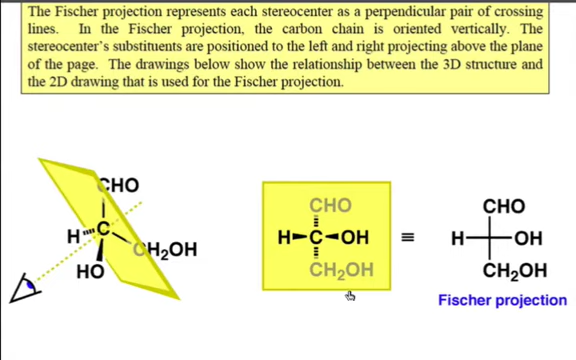 The Fischer projection represents each stereocenter as a perpendicular pair of crossing
lines. In the Fischer projection, the carbon chain is oriented vertically. The
stereocenter's substituents are positioned to the left and right projecting above the plane
of the page. The drawings below show the relationship between the 3D structure and
the 2D drawing that is used for the Fischer projection.
CHO
H C
CH₂OH
HO
CHO
H C OH
CH₂OH
≡
CHO
H OH
CH₂OH
Fischer projection